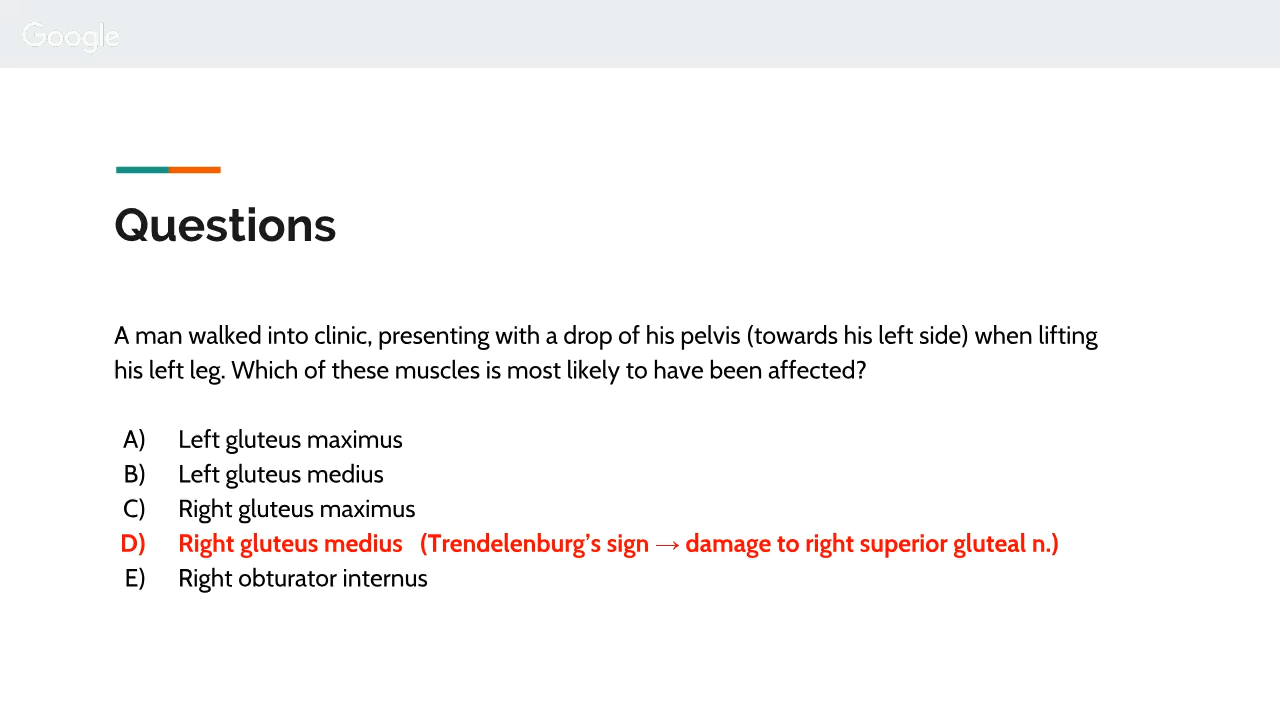 Google
Questions
A man walked into clinic, presenting with a drop of his pelvis (towards his left side) when lifting
his left leg. Which of these muscles is most likely to have been affected?
A) Left gluteus maximus
B) Left gluteus medius
C) Right gluteus maximus
D) Right gluteus medius (Trendelenburg’s sign → damage to right superior gluteal n.)
E) Right obturator internus